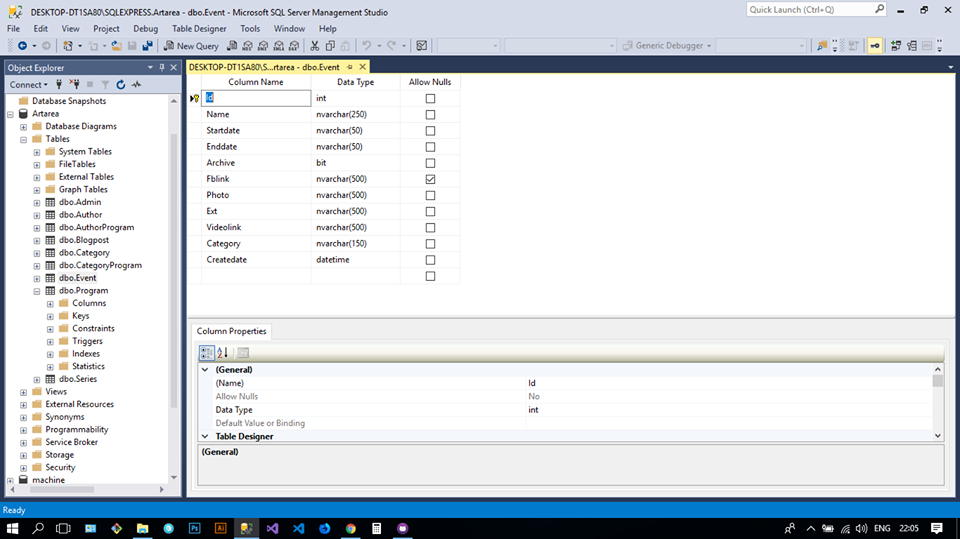 DESKTOP-DT1SA80\SQLEXPRESS.Artarea - dbo.Event - Microsoft SQL Server Management Studio
Quick Launch (Ctrl+Q)
File Edit View Project Debug Table Designer Tools Window Help
New Query
Generic Debugger
Object Explorer
Connect
Database Snapshots
Artarea
Database Diagrams
Tables
System Tables
FileTables
External Tables
Graph Tables
dbo.Admin
dbo.Author
dbo.AuthorProgram
dbo.Blogpost
dbo.Category
dbo.CategoryProgram
dbo.Event
dbo.Program
Columns
Keys
Constraints
Triggers
Indexes
Statistics
dbo.Series
Views
External Resources
Synonyms
Programmability
Service Broker
Storage
Security
machine
DESKTOP-DT1SA80\S...rtarea - dbo.Event
Column Name Data Type Allow Nulls
Id int
Name nvarchar(250)
Startdate nvarchar(50)
Enddate nvarchar(50)
Archive bit
Fblink nvarchar(500)
Photo nvarchar(500)
Ext nvarchar(500)
Videolink nvarchar(500)
Category nvarchar(150)
Createdate datetime
Column Properties
(General)
(Name) Id
Allow Nulls No
Data Type int
Default Value or Binding
Table Designer
(General)
Ready
ENG 22:05